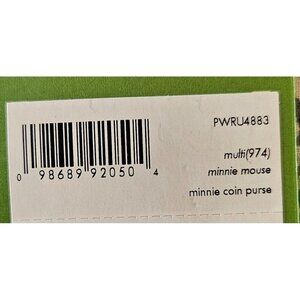 PWRU4883
0 98689 92050 4
multi(974)
minnie mouse
minnie coin purse